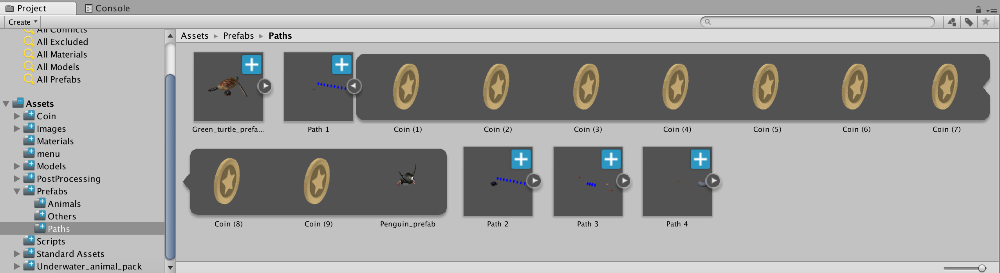 Project
Console
Create
All Conflicts
All Excluded
All Materials
All Models
All Prefabs
Assets
Coin
Images
Materials
menu
Models
PostProcessing
Prefabs
Animals
Others
Paths
Scripts
Standard Assets
Underwater_animal_pack
Assets Prefabs Paths
Green_turtle_prefa... Path 1 Coin (1) Coin (2) Coin (3) Coin (4) Coin (5) Coin (6) Coin (7)
Coin (8) Coin (9) Penguin_prefab Path 2 Path 3 Path 4